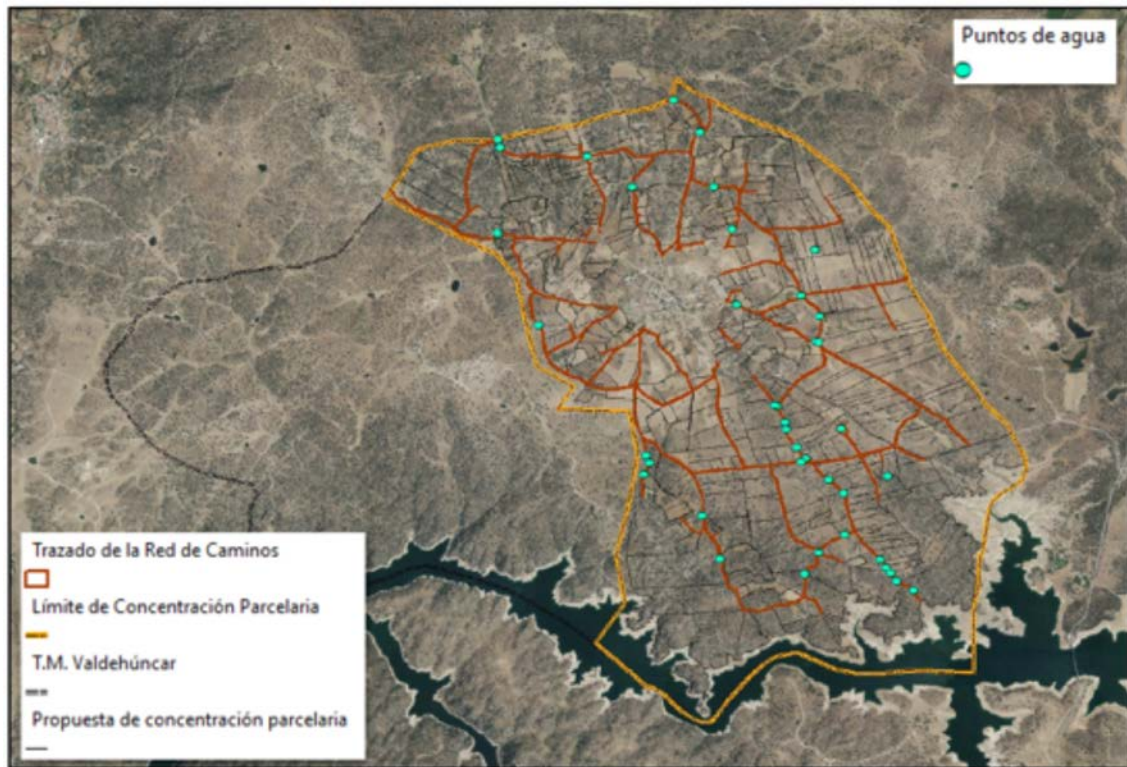 Puntos de agua
Trazado de la Red de Caminos
Límite de Concentración Parcelaria
T.M. Valdehúncar
Propuesta de concentración parcelaria